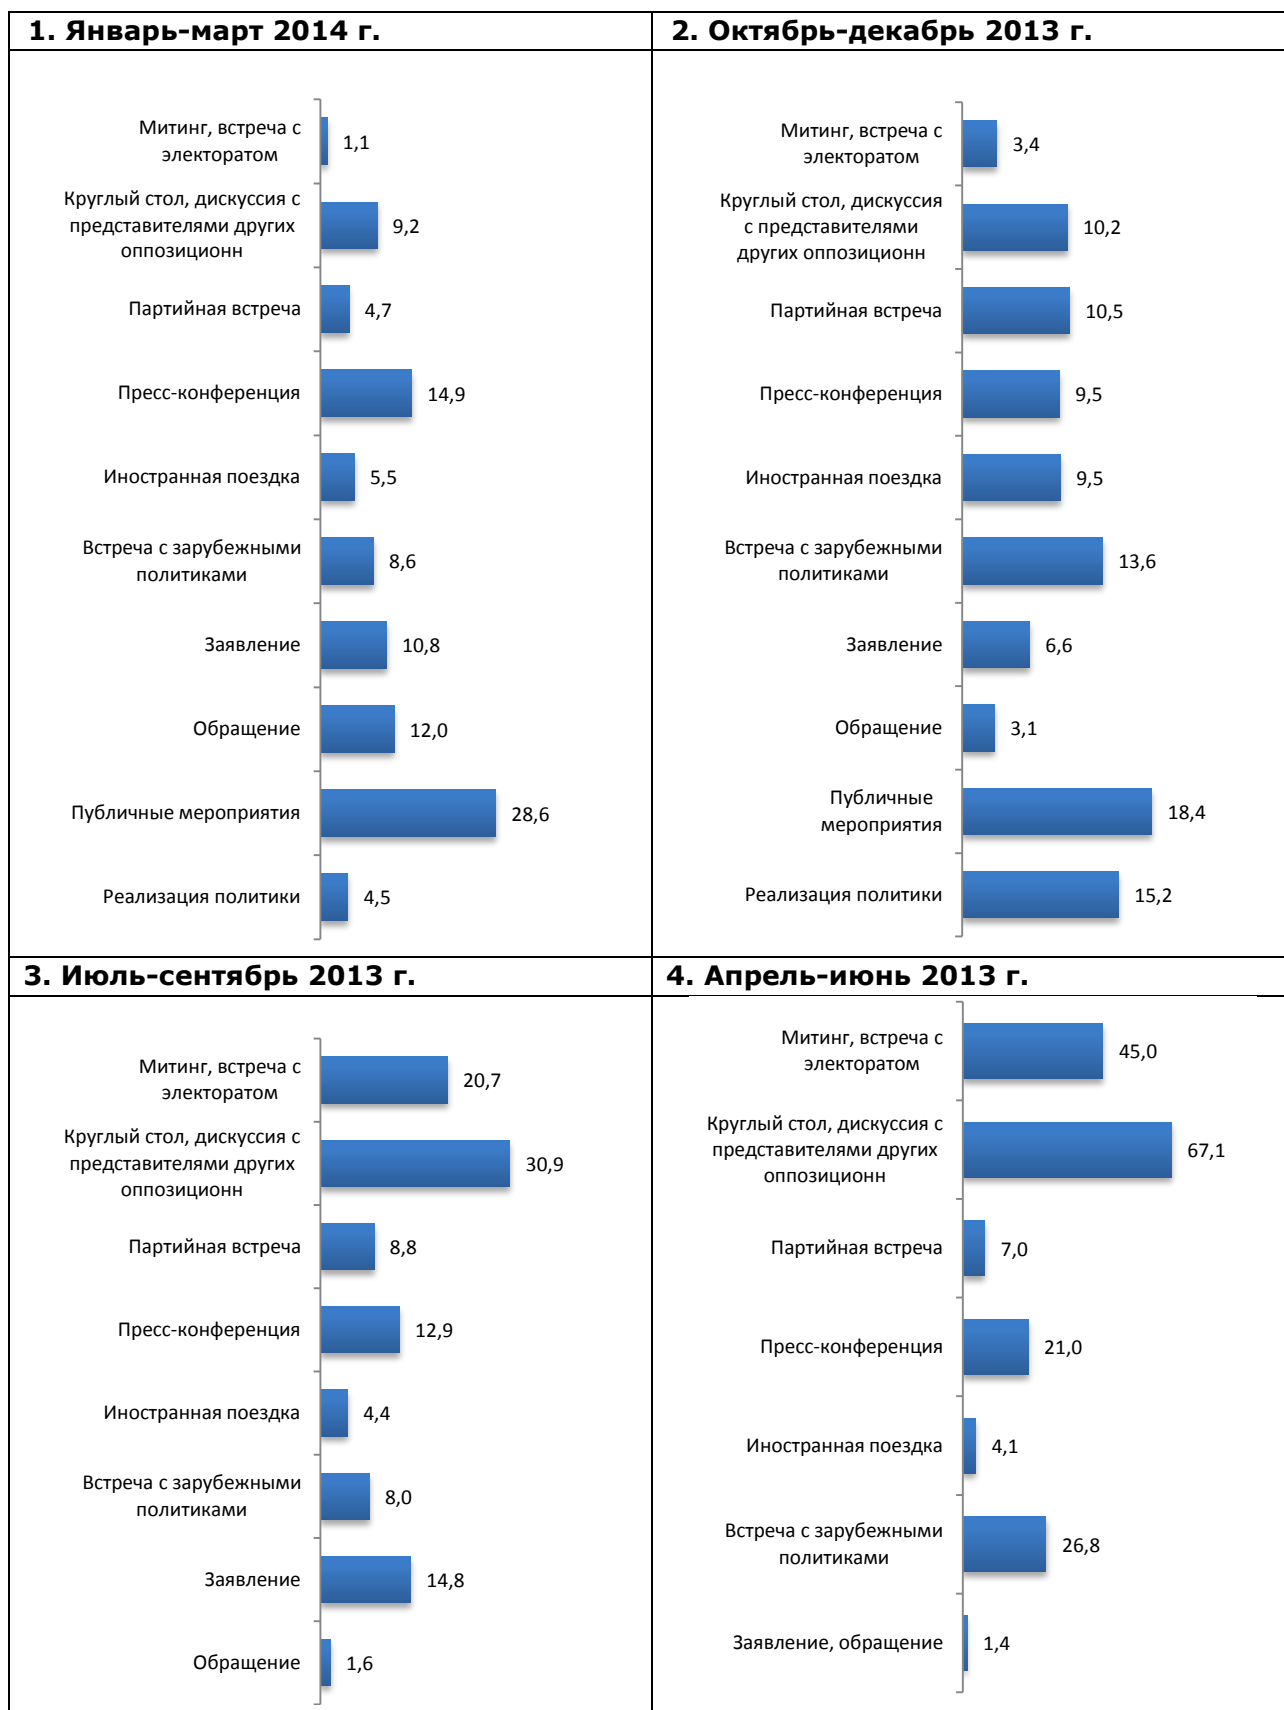 1. Январь-март 2014 г.
Митинг, встреча с
электоратом
1,1
Круглый стол, дискуссия с
представителями других
оппозиционн
9,2
Партийная встреча
4,7
Пресс-конференция
14,9
Иностранная поездка
5,5
Встреча с зарубежными
политиками
8,6
Заявление
10,8
Обращение
12,0
Публичные мероприятия
28,6
Реализация политики
4,5
2. Октябрь-декабрь 2013 г.
Митинг, встреча с
электоратом
3,4
Круглый стол, дискуссия
с представителями
других оппозиционн
10,2
Партийная встреча
10,5
Пресс-конференция
9,5
Иностранная поездка
9,5
Встреча с зарубежными
политиками
13,6
Заявление
6,6
Обращение
3,1
Публичные
мероприятия
18,4
Реализация политики
15,2
3. Июль-сентябрь 2013 г.
Митинг, встреча с
электоратом
20,7
Круглый стол, дискуссия с
представителями других
оппозиционн
30,9
Партийная встреча
8,8
Пресс-конференция
12,9
Иностранная поездка
4,4
Встреча с зарубежными
политиками
8,0
Заявление
14,8
Обращение
1,6
4. Апрель-июнь 2013 г.
Митинг, встреча с
электоратом
45,0
Круглый стол, дискуссия с
представителями других
оппозиционн
67,1
Партийная встреча
7,0
Пресс-конференция
21,0
Иностранная поездка
4,1
Встреча с зарубежными
политиками
26,8
Заявление, обращение
1,4